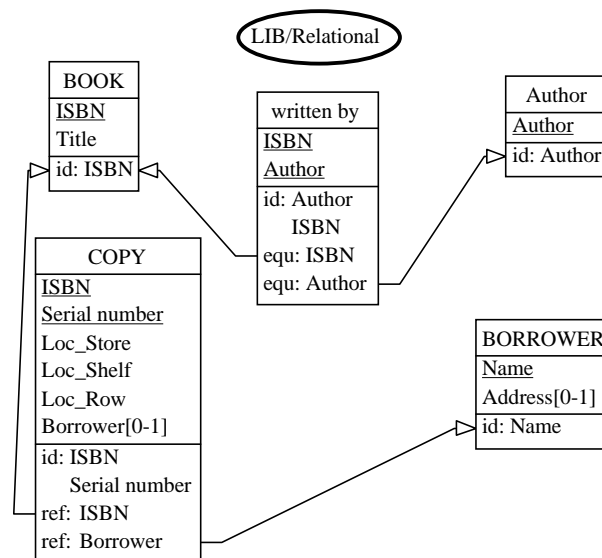 LIB/Relational
BOOK
ISBN
Title
id: ISBN
written by
ISBN
Author
id: Author
ISBN
equ: ISBN
equ: Author
Author
Author
id: Author
COPY
ISBN
Serial number
Loc_Store
Loc_Shelf
Loc_Row
Borrower[0-1]
id: ISBN
Serial number
ref: ISBN
ref: Borrower
BORROWER
Name
Address[0-1]
id: Name